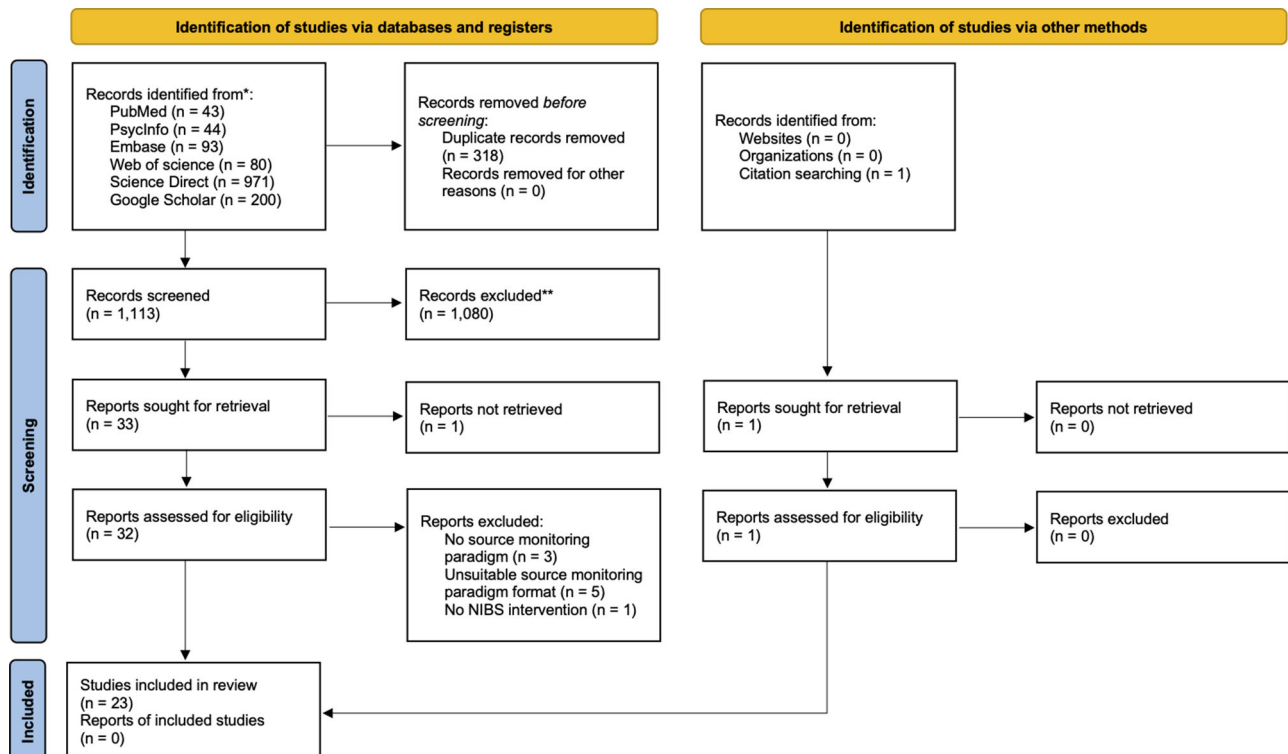 Identification of studies via databases and registers
Identification of studies via other methods
Identification
Records identified from*:
PubMed (n = 43)
PsycInfo (n = 44)
Embase (n = 93)
Web of science (n = 80)
Science Direct (n = 971)
Google Scholar (n = 200)
Records removed before
screening:
Duplicate records removed
(n = 318)
Records removed for other
reasons (n = 0)
Records identified from:
Websites (n = 0)
Organizations (n = 0)
Citation searching (n = 1)
Screening
Records screened
(n = 1,113)
Records excluded**
(n = 1,080)
Reports sought for retrieval
(n = 33)
Reports not retrieved
(n = 1)
Reports sought for retrieval
(n = 1)
Reports not retrieved
(n = 0)
Reports assessed for eligibility
(n = 32)
Reports excluded:
No source monitoring
paradigm (n = 3)
Unsuitable source monitoring
paradigm format (n = 5)
No NIBS intervention (n = 1)
Reports assessed for eligibility
(n = 1)
Reports excluded
(n = 0)
Included
Studies included in review
(n = 23)
Reports of included studies
(n = 0)